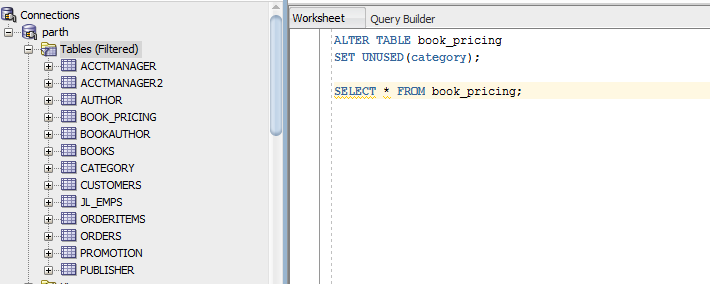 Connections
parth
Tables (Filtered)
ACCTMANAGER
ACCTMANAGER2
AUTHOR
BOOK_PRICING
BOOKAUTHOR
BOOKS
CATEGORY
CUSTOMERS
JL_EMPS
ORDERITEMS
ORDERS
PROMOTION
PUBLISHER
Worksheet Query Builder
ALTER TABLE book_pricing
SET UNUSED(category);
SELECT * FROM book_pricing;